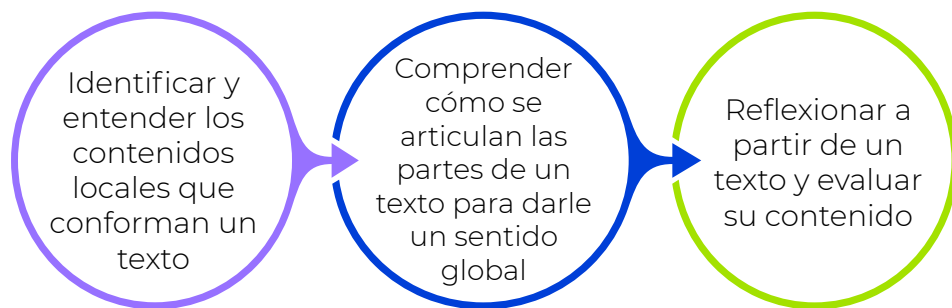 Identificar y
entender los
contenidos
locales que
conforman un
texto
Comprender
cómo se
articulan las
partes de un
texto para darle
un sentido
global
Reflexionar a
partir de un
texto y evaluar
su contenido